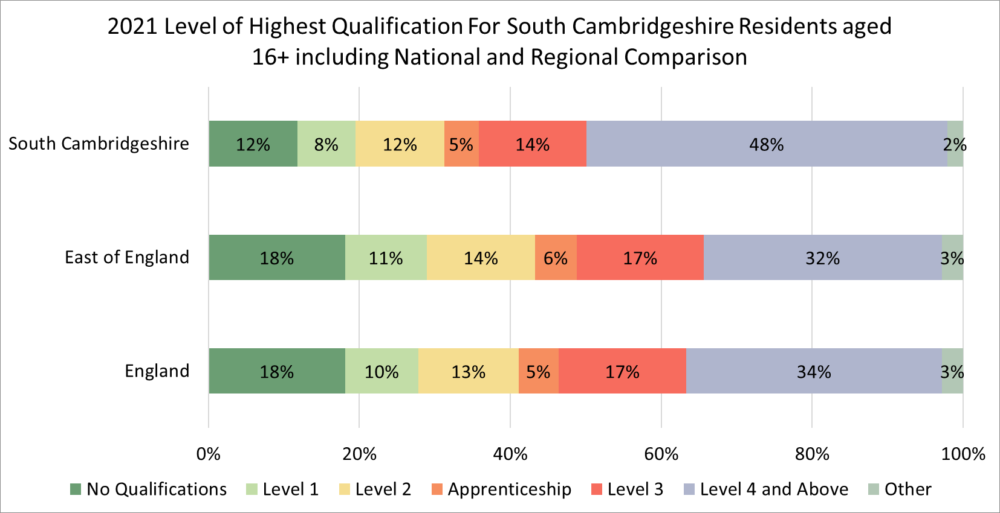 2021 Level of Highest Qualification For South Cambridgeshire Residents aged
16+ including National and Regional Comparison
South Cambridgeshire
12%
8%
12%
5%
14%
48%
2%
East of England
18%
11%
14%
6%
17%
32%
3%
England
18%
10%
13%
5%
17%
34%
3%
0%
20%
40%
60%
80%
100%
No Qualifications
Level 1
Level 2
Apprenticeship
Level 3
Level 4 and Above
Other